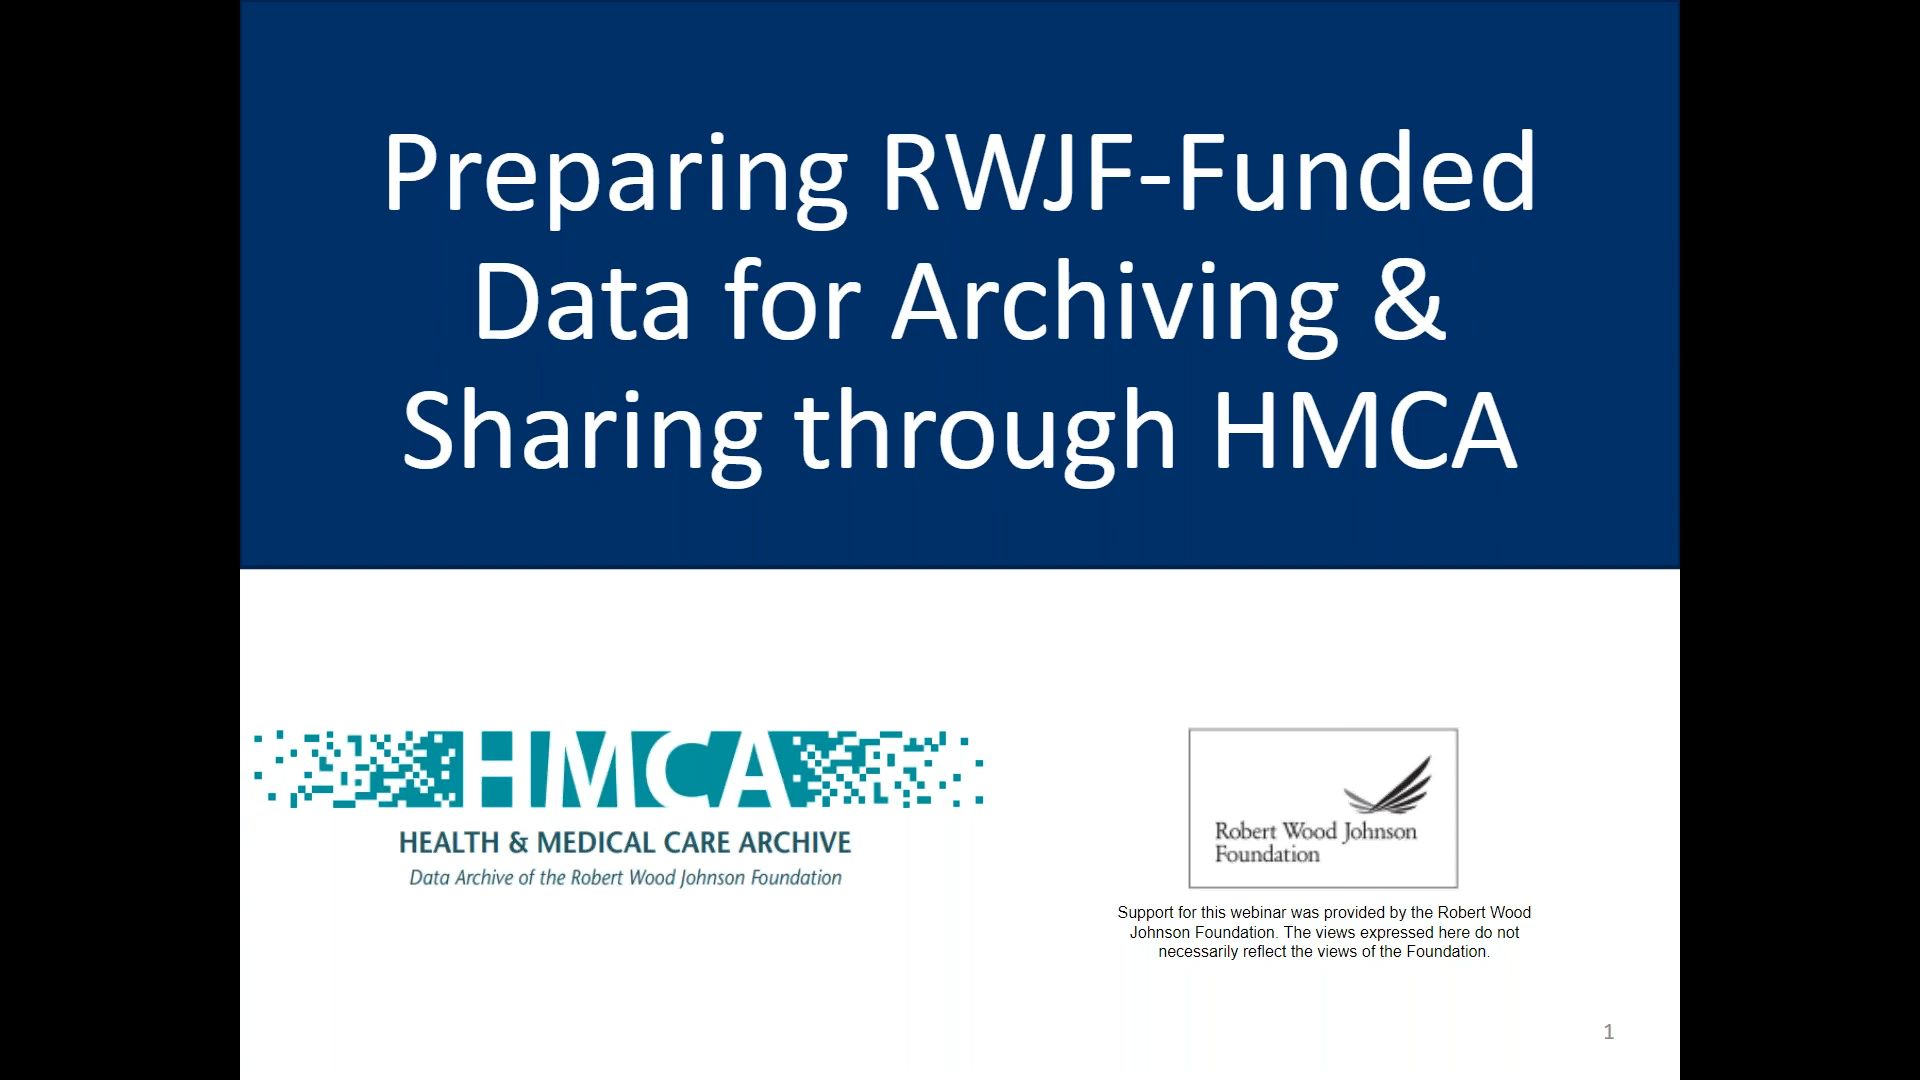 Preparing RWJF-Funded
Data for Archiving &
Sharing through HMCA
HMCA
HEALTH & MEDICAL CARE ARCHIVE
Data Archive of the Robert Wood Johnson Foundation
Robert Wood Johnson
Foundation
Support for this webinar was provided by the Robert Wood
Johnson Foundation. The views expressed here do not
necessarily reflect the views of the Foundation.
1